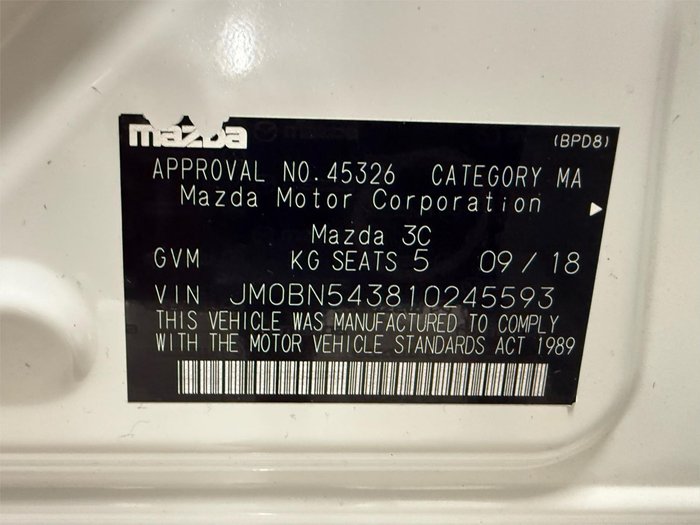 mazda
(BPD8)
APPROVAL NO.45326 CATEGORY MA
Mazda Motor Corporation
Mazda 3C
GVM KG SEATS 5 09/18
VIN JM0BN543810245593
THIS VEHICLE WAS MANUFACTURED TO COMPLY
WITH THE MOTOR VEHICLE STANDARDS ACT 1989